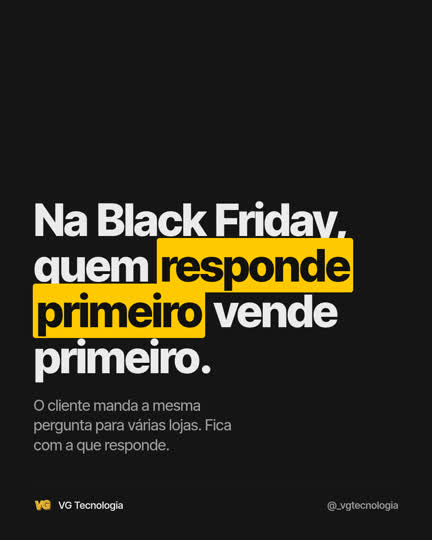 Na Black Friday,
quem responde
primeiro vende
primeiro.
O cliente manda a mesma
pergunta para várias lojas. Fica
com a que responde.
VG VG Tecnologia
@_vgtecnologia